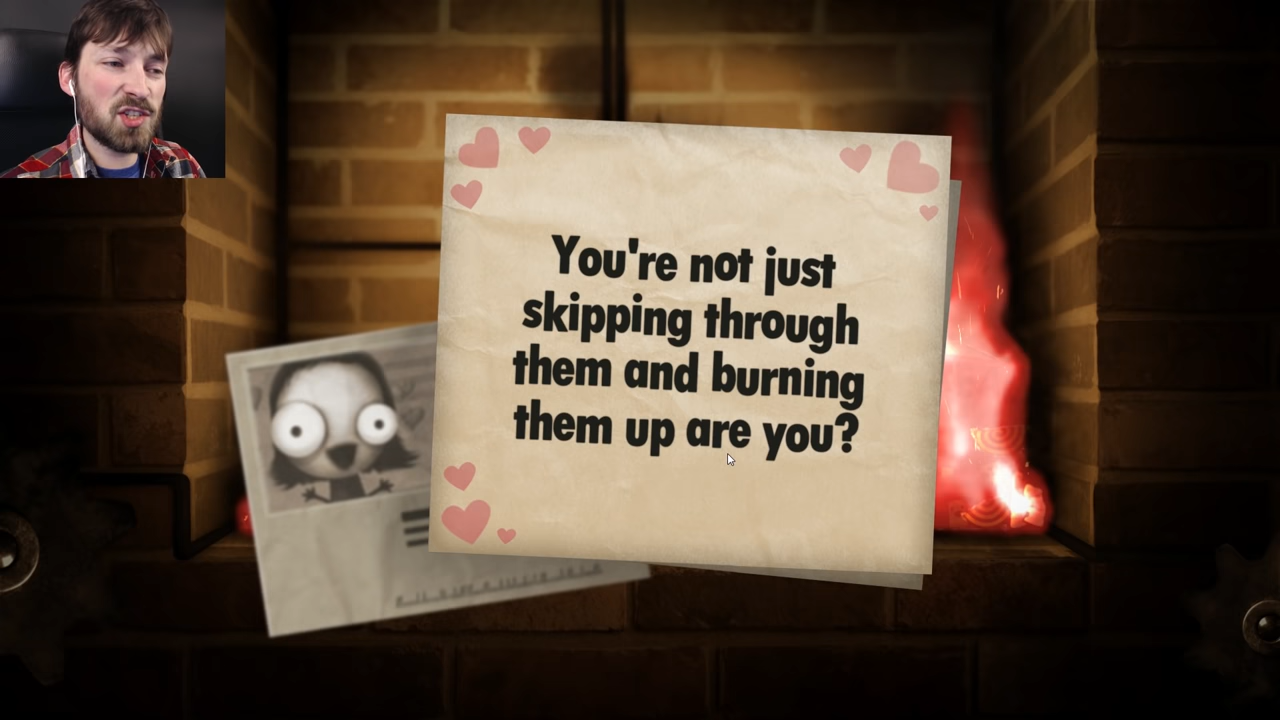 You're not just
skipping through
them and burning
them up are you?